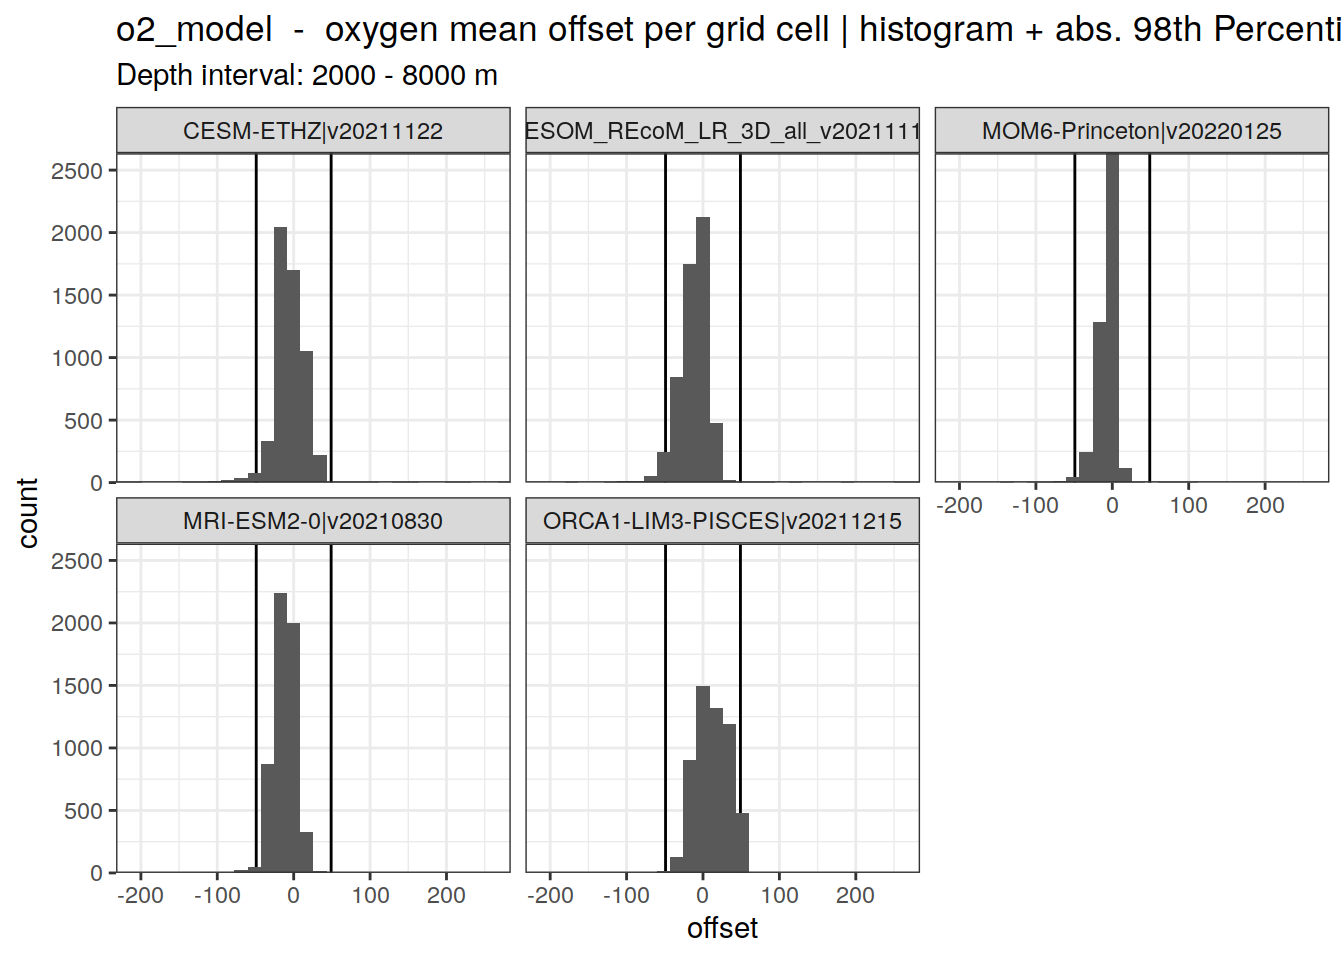 o2_model - oxygen mean offset per grid cell | histogram + abs. 98th Percenti
Depth interval: 2000 - 8000 m
CESM-ETHZ|v20211122
ESOM_REcoM_LR_3D_all_v2021111
MOM6-Princeton|v20220125
2500
2000
1500
1000
500
0
-200 -100 0 100 200
count
MRI-ESM2-0|v20210830
ORCA1-LIM3-PISCES|v20211215
2500
2000
1500
1000
500
0
-200 -100 0 100 200
-200 -100 0 100 200
offset